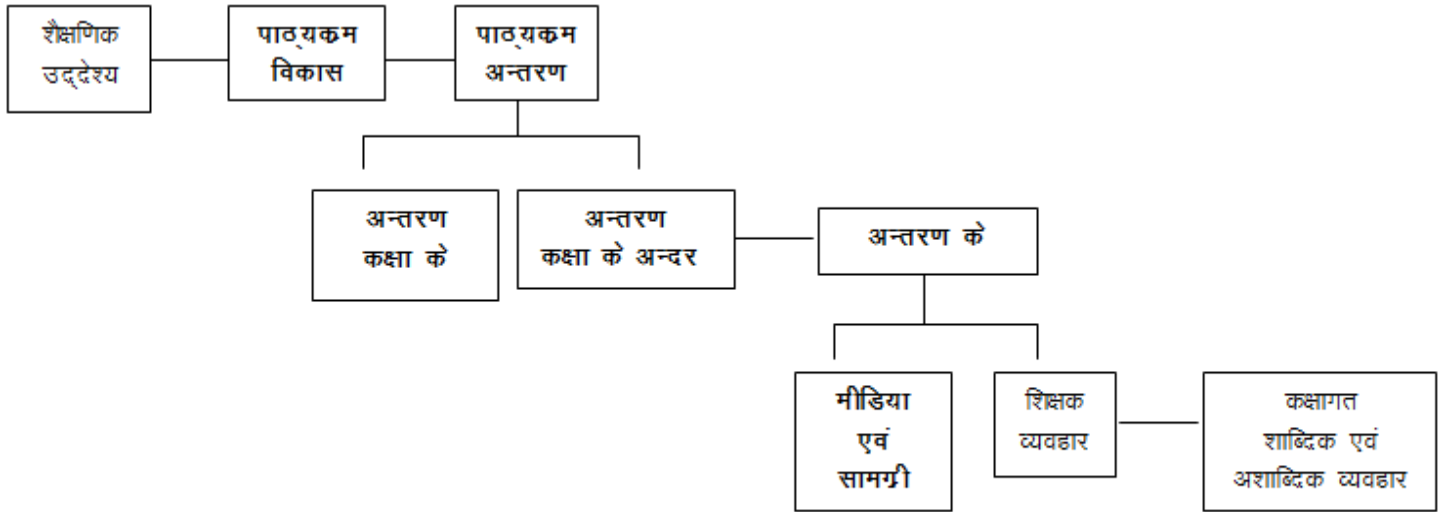 शैक्षणिक
उद्देश्य
पाठ्यक्रम
विकास
पाठ्यक्रम
अन्तरण
अन्तरण
कक्षा के
अन्तरण
कक्षा के अन्दर
अन्तरण के
मीडिया
एवं
सामग्री
शिक्षक
व्यवहार
कक्षागत
शाब्दिक एवं
अशाब्दिक व्यवहार